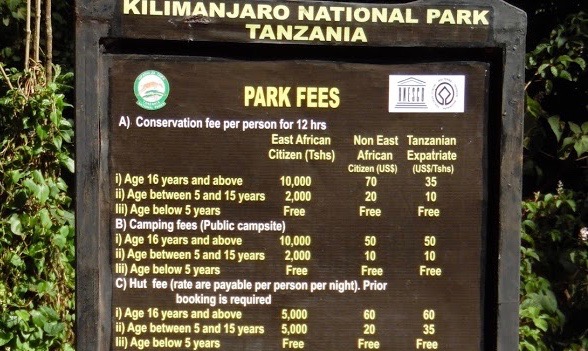 KILIMANJARO NATIONAL PARK
TANZANIA
UNESCO
PARK FEES
A) Conservation fee per person for 12 hrs
East African Non East Tanzanian
Citizen (Tshs) African Expatriate
Citizen (US$) (US$/Tshs)
i) Age 16 years and above 10,000 70 35
ii) Age between 5 and 15 years 2,000 20 10
Iii) Age below 5 years Free Free Free
B) Camping fees (Public campsite)
i) Age 16 years and above 10,000 50 50
ii) Age between 5 and 15 years 2,000 10 10
Iii) Age below 5 years Free Free Free
C) Hut fee (rate are payable per person per night). Prior
booking is required
i) Age 16 years and above 5,000 60 60
ii) Age between 5 and 15 years 5,000 20 35
Iii) Age below 5 years Free Free Free